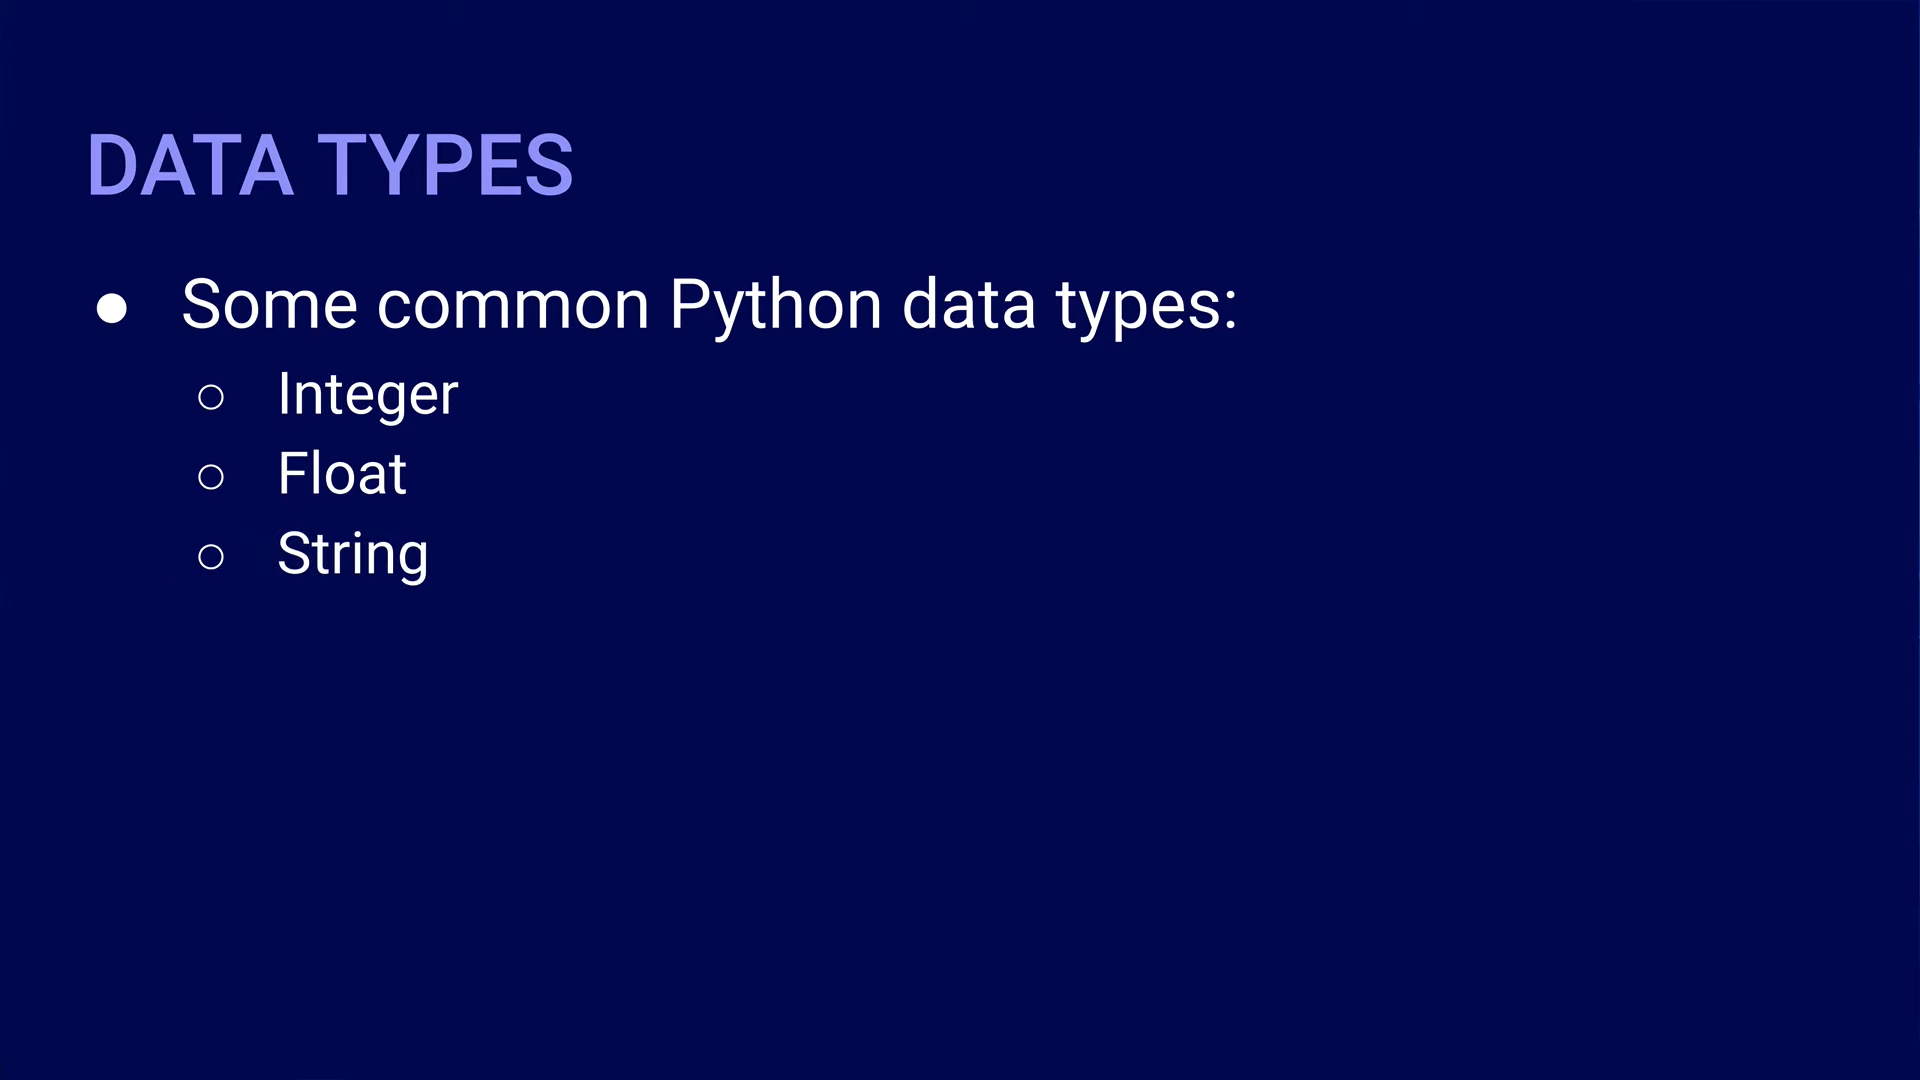 DATA TYPES
● Some common Python data types:
○ Integer
○ Float
○ String